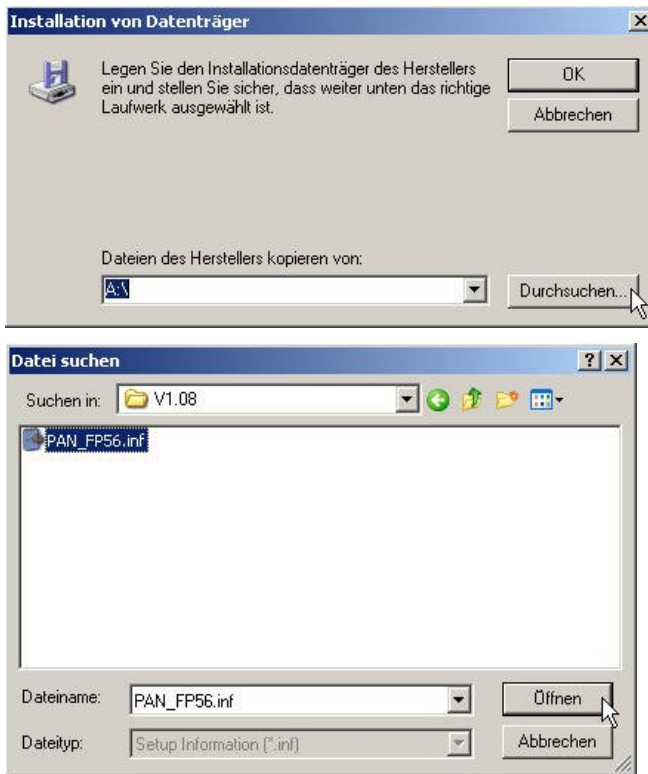 Installation von Datenträger
Legen Sie den Installationsdatenträger des Herstellers
ein und stellen Sie sicher, dass weiter unten das richtige
Laufwerk ausgewählt ist.
OK
Abbrechen
Dateien des Herstellers kopieren von:
A:\
Durchsuchen...
Datei suchen
Suchen in:
V1.08
PAN_FP56.inf
Dateiname:
PAN_FP56.inf
Öffnen
Dateityp:
Setup Information (*.inf)
Abbrechen